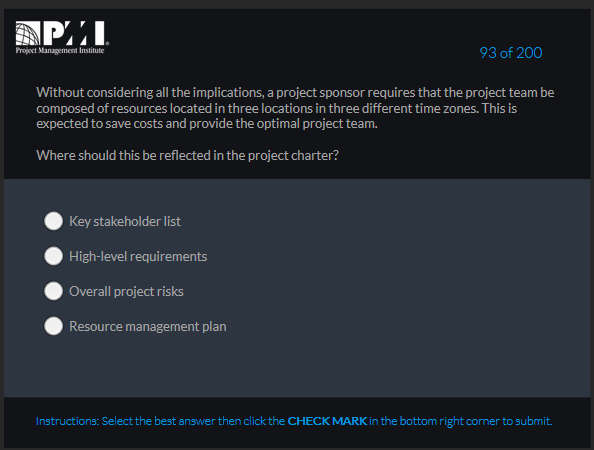 PMI
Project Management Institute
93 of 200
Without considering all the implications, a project sponsor requires that the project team be
composed of resources located in three locations in three different time zones. This is
expected to save costs and provide the optimal project team.
Where should this be reflected in the project charter?
Key stakeholder list
High-level requirements
Overall project risks
Resource management plan
Instructions: Select the best answer then click the CHECK MARK in the bottom right corner to submit.